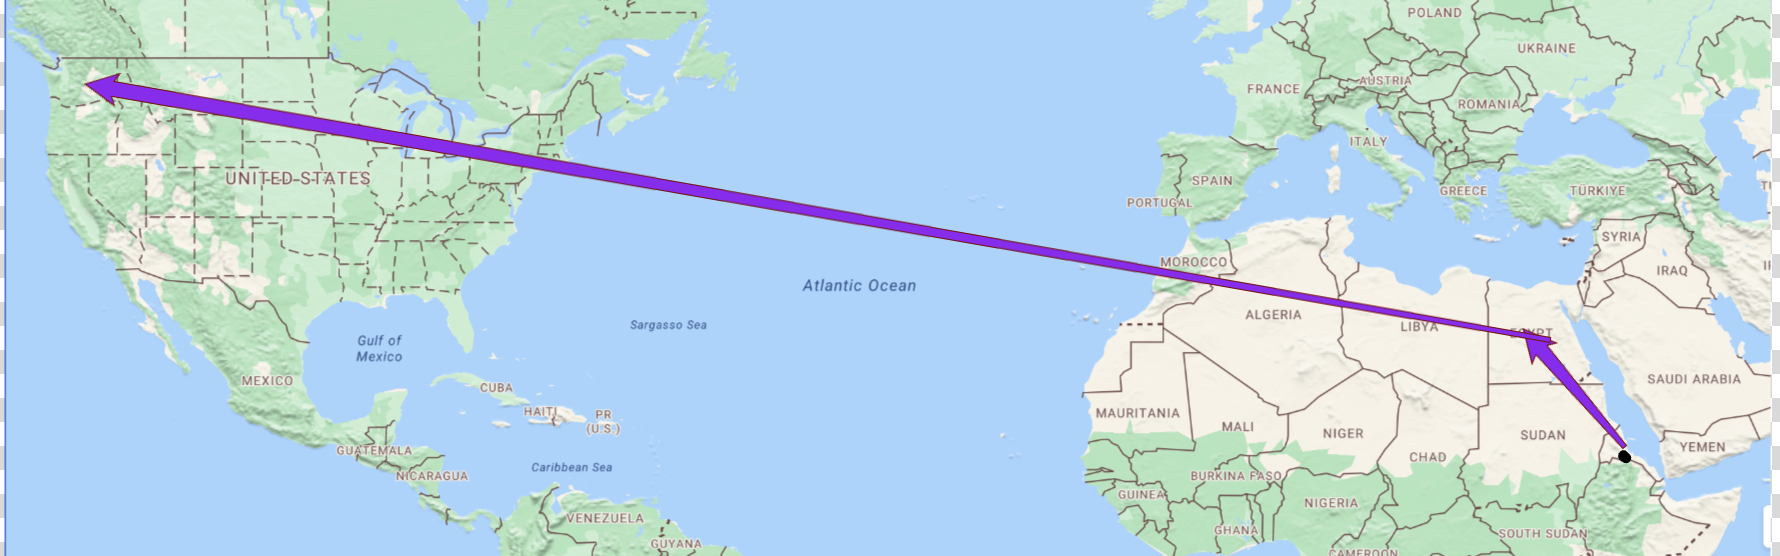 POLAND
UKRAINE
AUSTRIA
FRANCE
ROMANIA
ITALY
UNITED STATES
SPAIN
GREECE
TÜRKIYE
PORTUGAL
SYRIA
MOROCCO
IRAQ
Atlantic Ocean
ALGERIA
Sargasso Sea
LIBYA
EGYPT
Gulf of
Mexico
MEXICO
SAUDI ARABIA
CUBA
HAITI
PR
(U.S.)
MAURITANIA
MALI
NIGER
SUDAN
YEMEN
GUATEMALA
CHAD
Caribbean Sea
NICARAGUA
BURKINA FASO
GUINEA
NIGERIA
VENEZUELA
GHANA
SOUTH SUDAN
GUYANA
CAMEROON